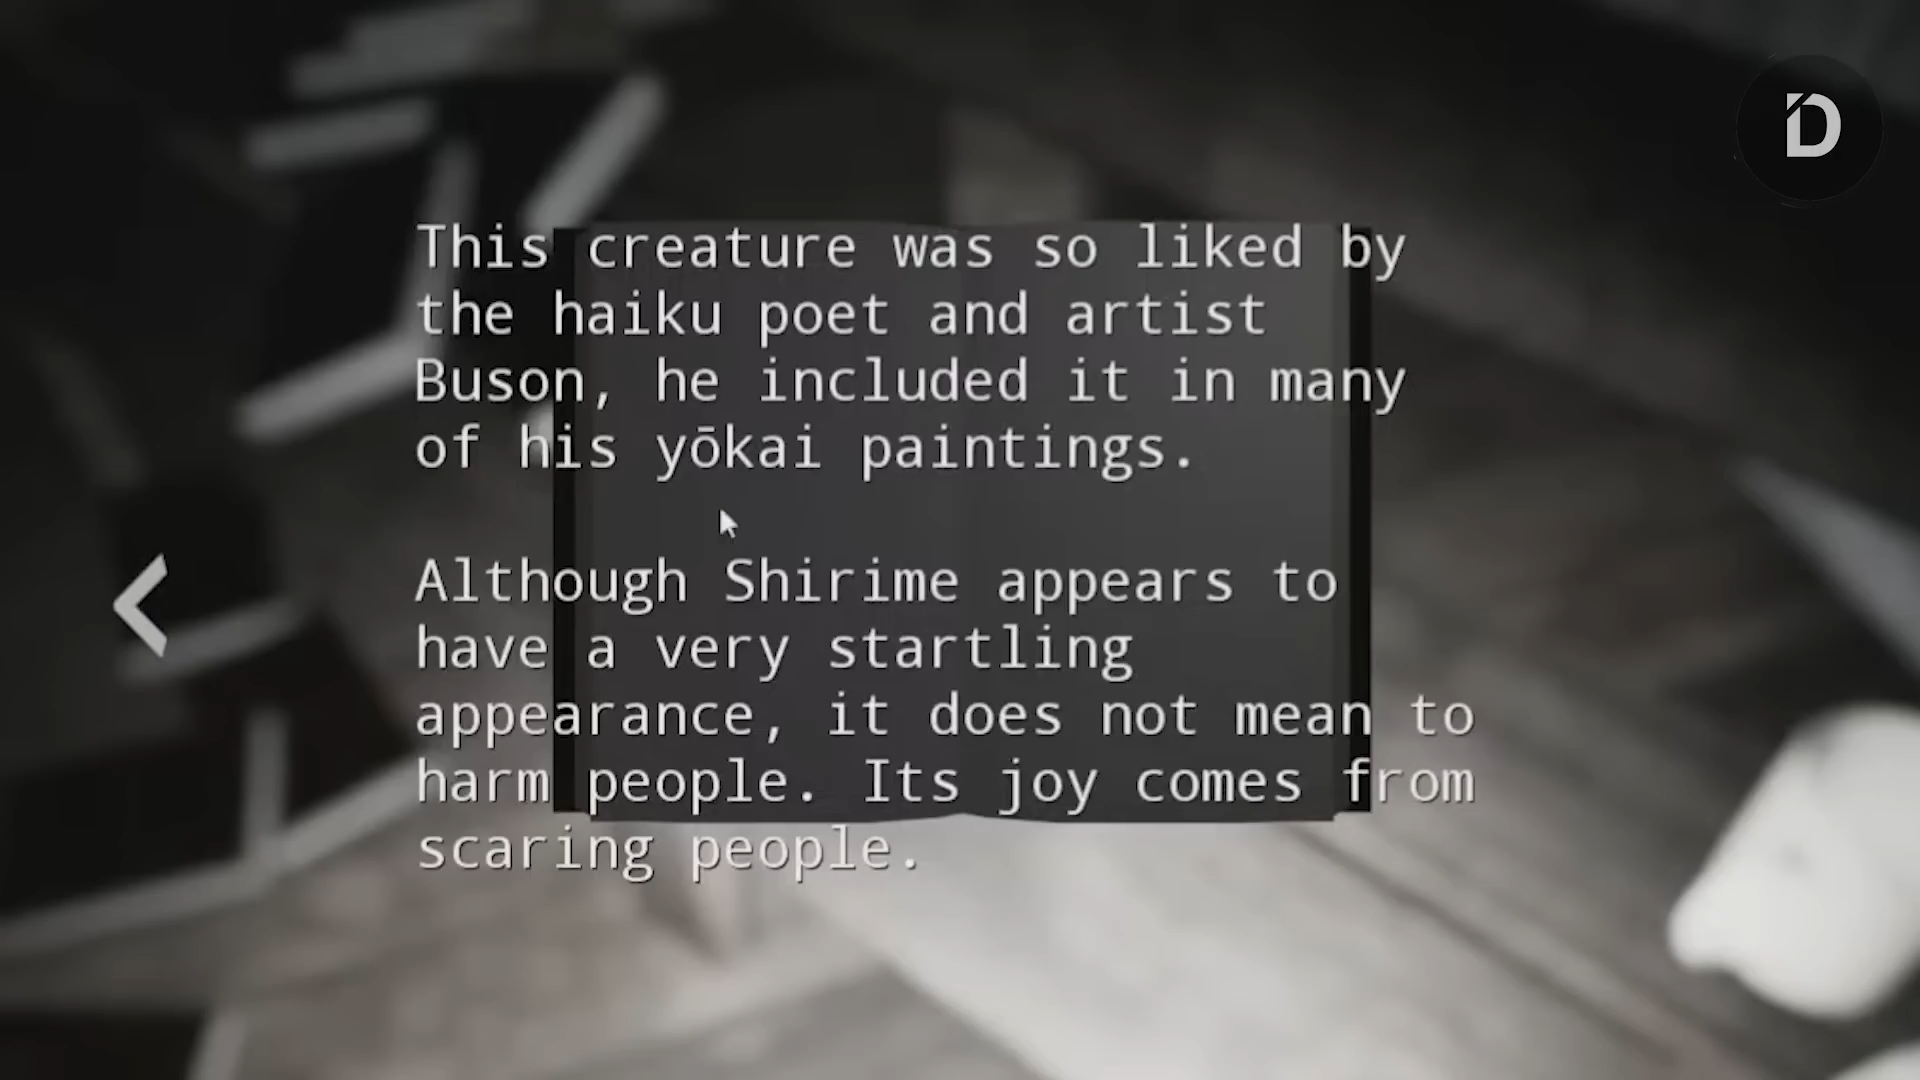 D
This creature was so liked by
the haiku poet and artist
Buson, he included it in many
of his yōkai paintings.
Although Shirime appears to
have a very startling
appearance, it does not mean to
harm people. Its joy comes from
scaring people.